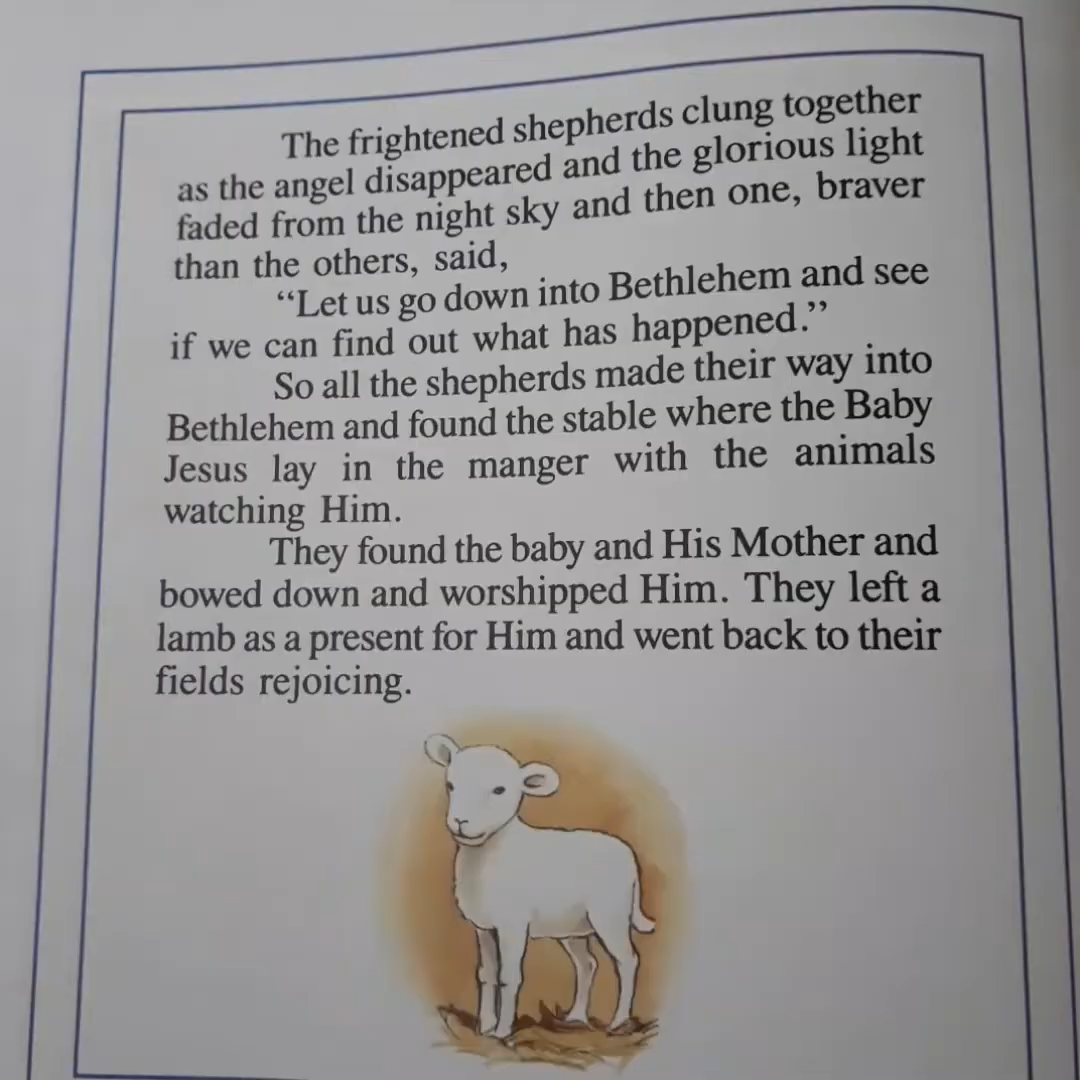 The frightened shepherds clung together
as the angel disappeared and the glorious light
faded from the night sky and then one, braver
than the others, said,
“Let us go down into Bethlehem and see
if we can find out what has happened.”
So all the shepherds made their way into
Bethlehem and found the stable where the Baby
Jesus lay in the manger with the animals
watching Him.
They found the baby and His Mother and
bowed down and worshipped Him. They left a
lamb as a present for Him and went back to their
fields rejoicing.